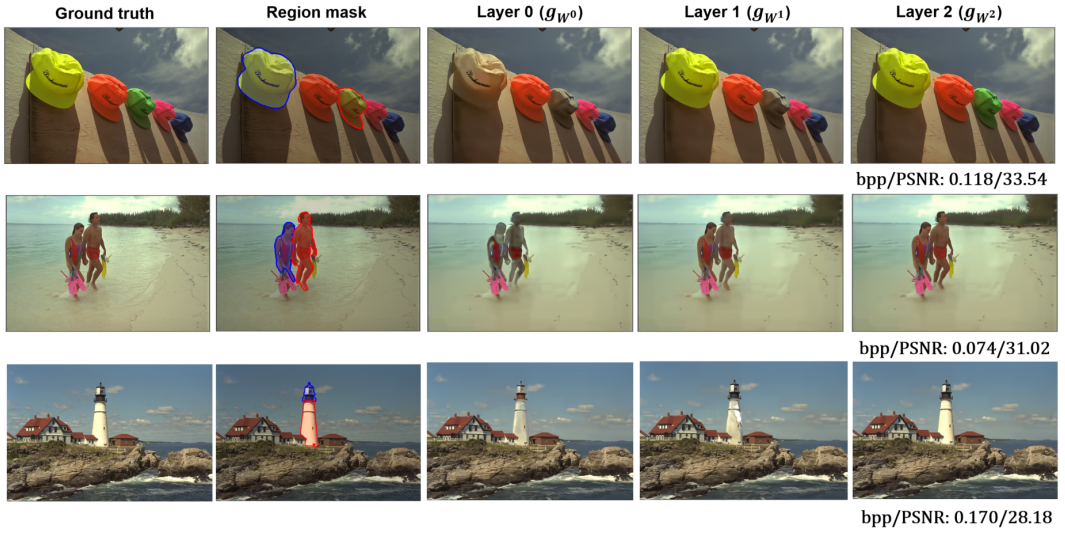 Ground truth Region mask Layer 0 (g_{W^0}) Layer 1 (g_{W^1}) Layer 2 (g_{W^2})
bpp/PSNR: 0.118/33.54
bpp/PSNR: 0.074/31.02
bpp/PSNR: 0.170/28.18